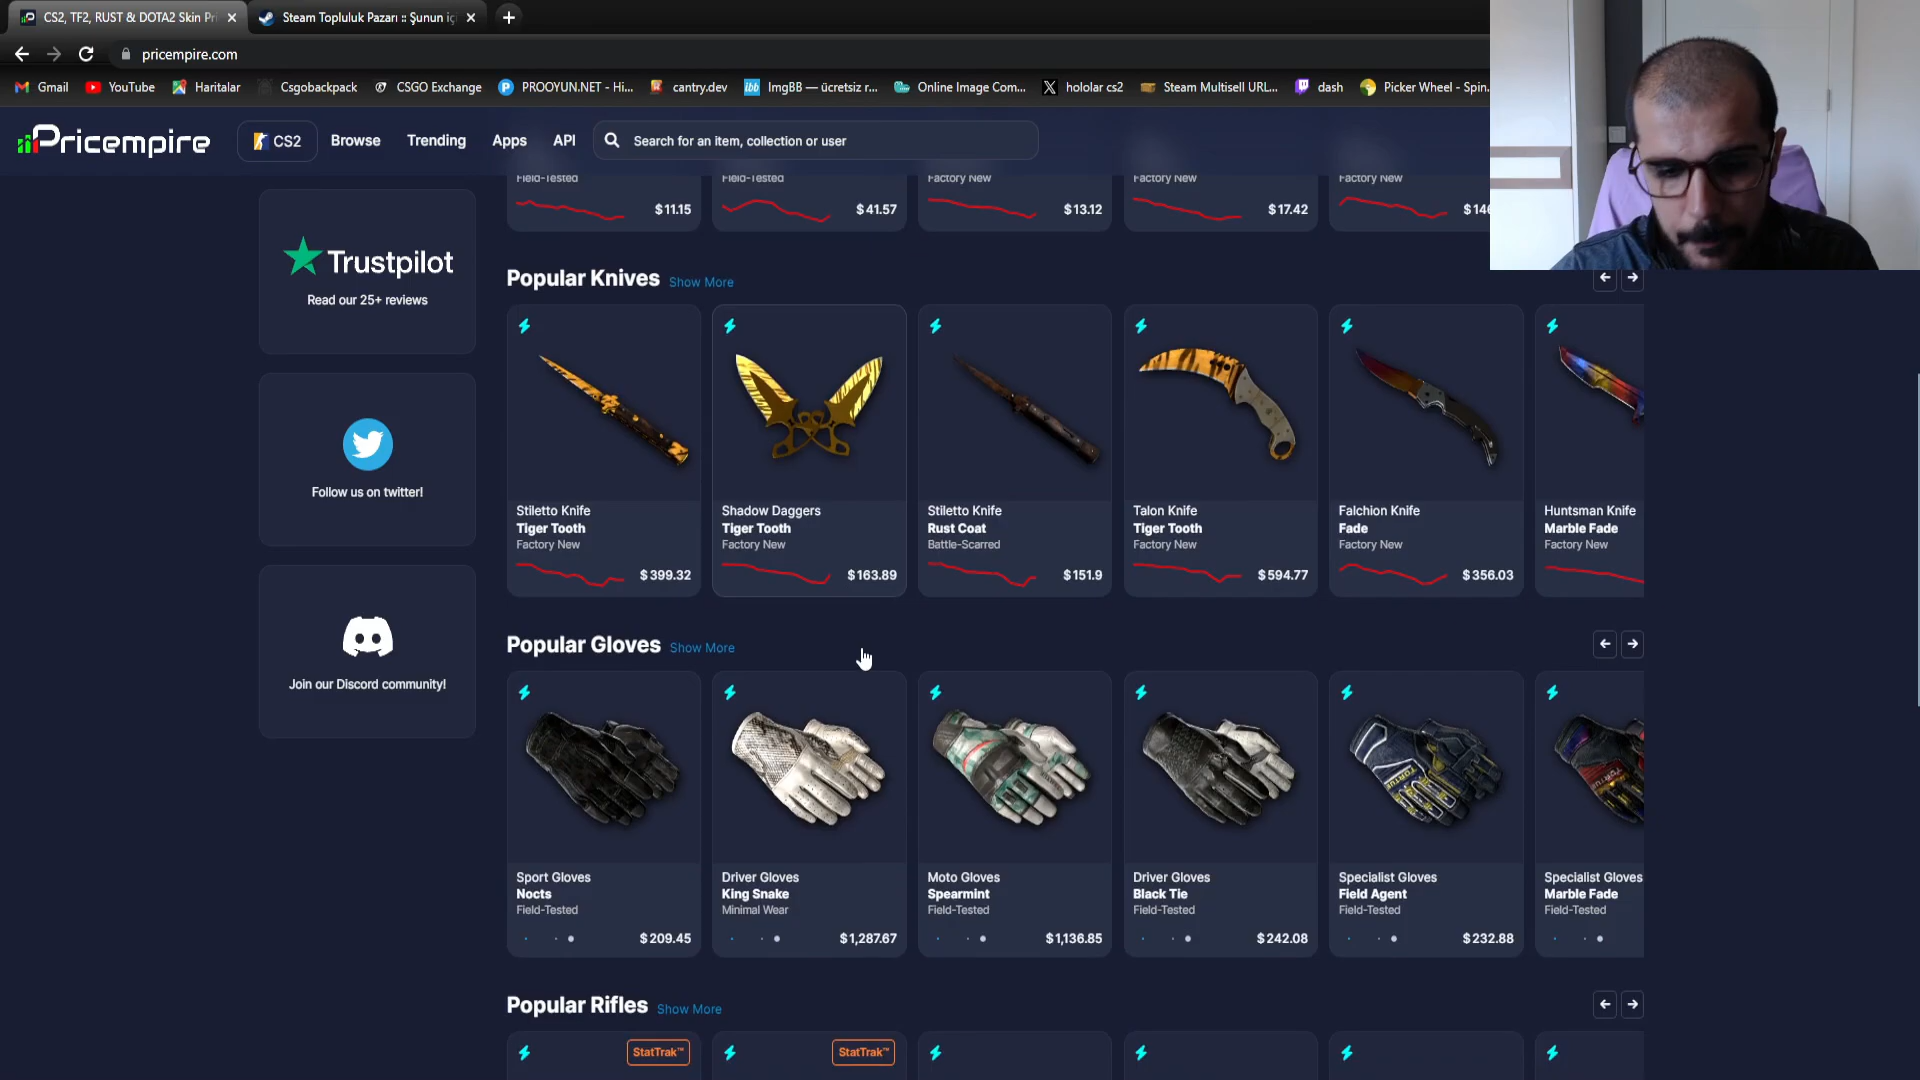 CS2, TF2, RUST & DOTA2 Skin Pri
Steam Topluluk Pazarı :: Şunun içi
pricempire.com
Gmail
YouTube
Haritalar
Csgobackpack
CSGO Exchange
PROOYUN.NET - Hi...
cantry.dev
ImgBB — ücretsiz r...
Online Image Com...
hololar cs2
Steam Multisell URL...
dash
Picker Wheel - Spin...
Pricempire
CS2
Browse
Trending
Apps
API
Search for an item, collection or user
Field-Tested
$11.15
Field-Tested
$41.57
Factory New
$13.12
Factory New
$17.42
Factory New
$14
Trustpilot
Read our 25+ reviews
Follow us on twitter!
Join our Discord community!
Popular Knives Show More
Stiletto Knife
Tiger Tooth
Factory New
$399.32
Shadow Daggers
Tiger Tooth
Factory New
$163.89
Stiletto Knife
Rust Coat
Battle-Scarred
$151.9
Talon Knife
Tiger Tooth
Factory New
$594.77
Falchion Knife
Fade
Factory New
$356.03
Huntsman Knife
Marble Fade
Factory New
Popular Gloves Show More
Sport Gloves
Nocts
Field-Tested
$209.45
Driver Gloves
King Snake
Minimal Wear
$1,287.67
Moto Gloves
Spearmint
Field-Tested
$1,136.85
Driver Gloves
Black Tie
Field-Tested
$242.08
Specialist Gloves
Field Agent
Field-Tested
$232.88
Specialist Gloves
Marble Fade
Field-Tested
Popular Rifles Show More
StatTrak™
StatTrak™